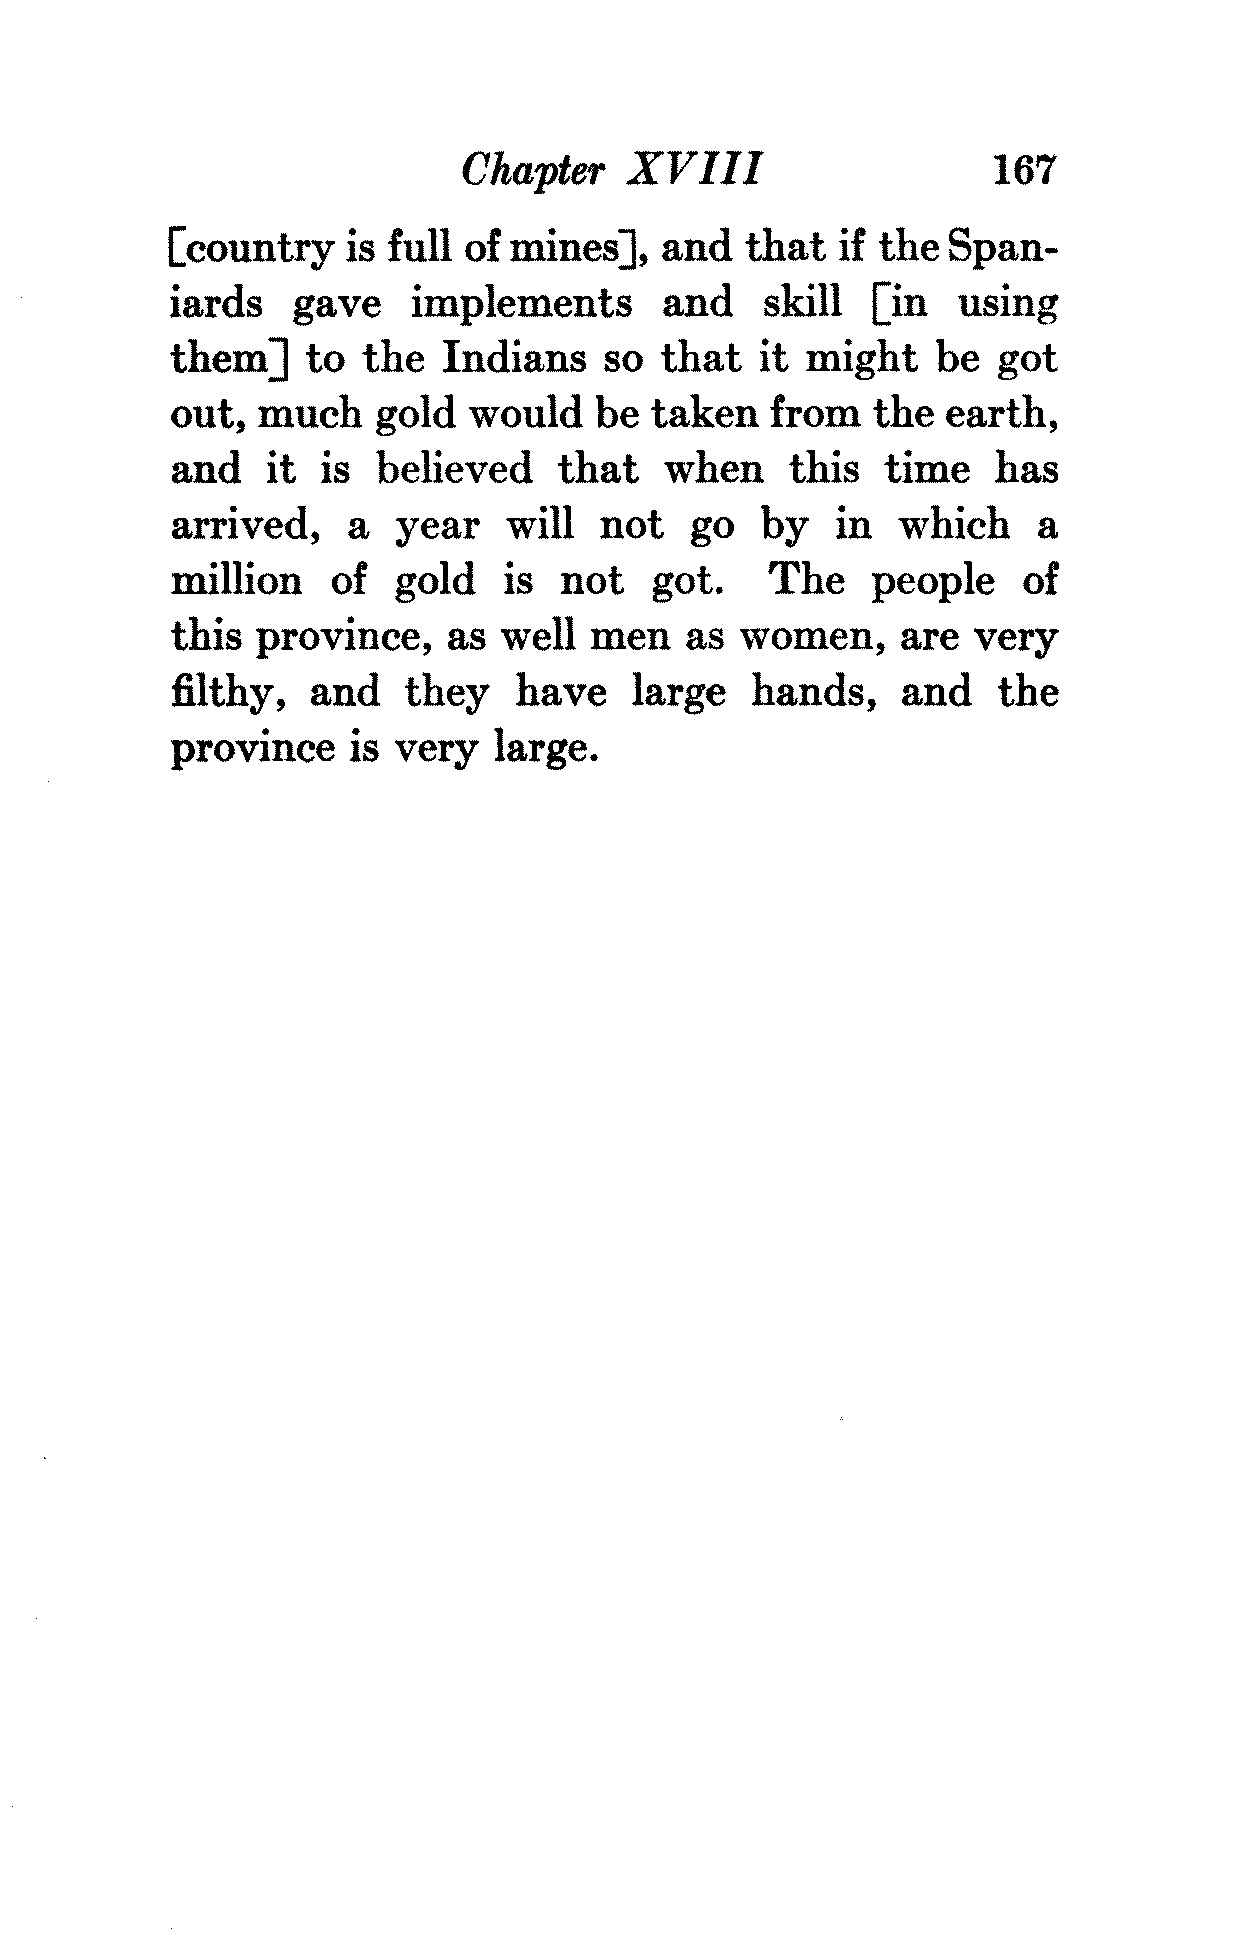 Chapter XVIII 167
[country is full of mines], and that if the Span-
iards gave implements and skill [in using
them] to the Indians so that it might be got
out, much gold would be taken from the earth,
and it is believed that when this time has
arrived, a year will not go by in which a
million of gold is not got. The people of
this province, as well men as women, are very
filthy, and they have large hands, and the
province is very large.